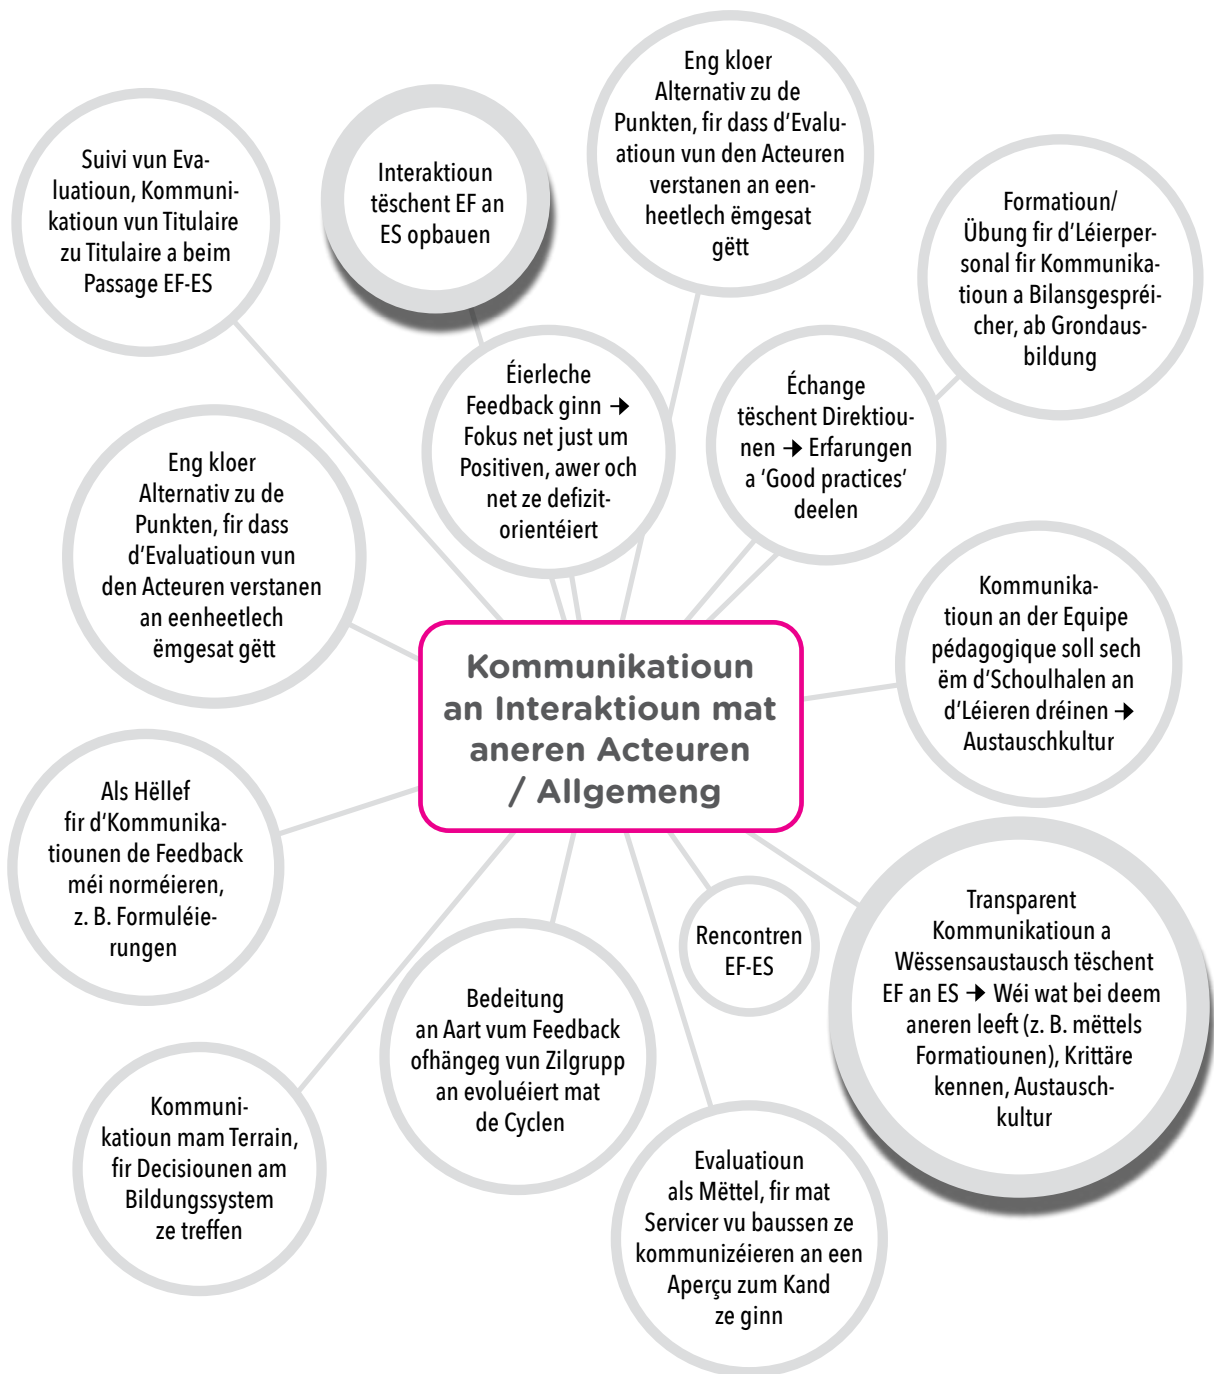 Eng kloer
Alternativ zu de
Punkten, fir dass d'Evalu-
atioun vun den Acteuren
verstanen an een-
heetlech ëmgesat
gëtt
Suivi vun Eva-
luatioun, Kommuni-
katioun vun Titulaire
zu Titulaire a beim
Passage EF-ES
Interaktioun
tëschent EF an
ES opbauen
Formatioun/
Übung fir d'Léierper-
sonal fir Kommunika-
tioun a Bilansgespréi-
cher, ab Grondaus-
bildung
Éierleche
Feedback ginn →
Fokus net just um
Positiven, awer och
net ze defizit-
orientéiert
Échange
tëschent Direktiou-
nen → Erfarungen
a 'Good practices'
deelen
Eng kloer
Alternativ zu de
Punkten, fir dass
d'Evaluatioun vun
den Acteuren verstanen
an eenheetlech
ëmgesat gëtt
Kommunika-
tioun an der Equipe
pédagogique soll sech
ëm d'Schoulhalen an
d'Léieren dréinen →
Austauschkultur
Kommunikatioun
an Interaktioun mat
aneren Acteuren
/ Allgemeng
Als Hëllef
fir d'Kommunika-
tiounen de Feedback
méi norméieren,
z. B. Formuléie-
rungen
Rencontren
EF-ES
Transparent
Kommunikatioun a
Wëssensaustausch tëschent
EF an ES → Wéi wat bei deem
aneren leeft (z. B. mëttels
Formatiounen), Krittäre
kennen, Austausch-
kultur
Bedeitung
an Aart vum Feedback
ofhängeg vun Zilgrupp
an evoluéiert mat
de Cyclen
Kommuni-
katioun mam Terrain,
fir Decisiounen am
Bildungssystem
ze treffen
Evaluatioun
als Mëttel, fir mat
Servicer vu baussen ze
kommunizéieren an een
Aperçu zum Kand
ze ginn